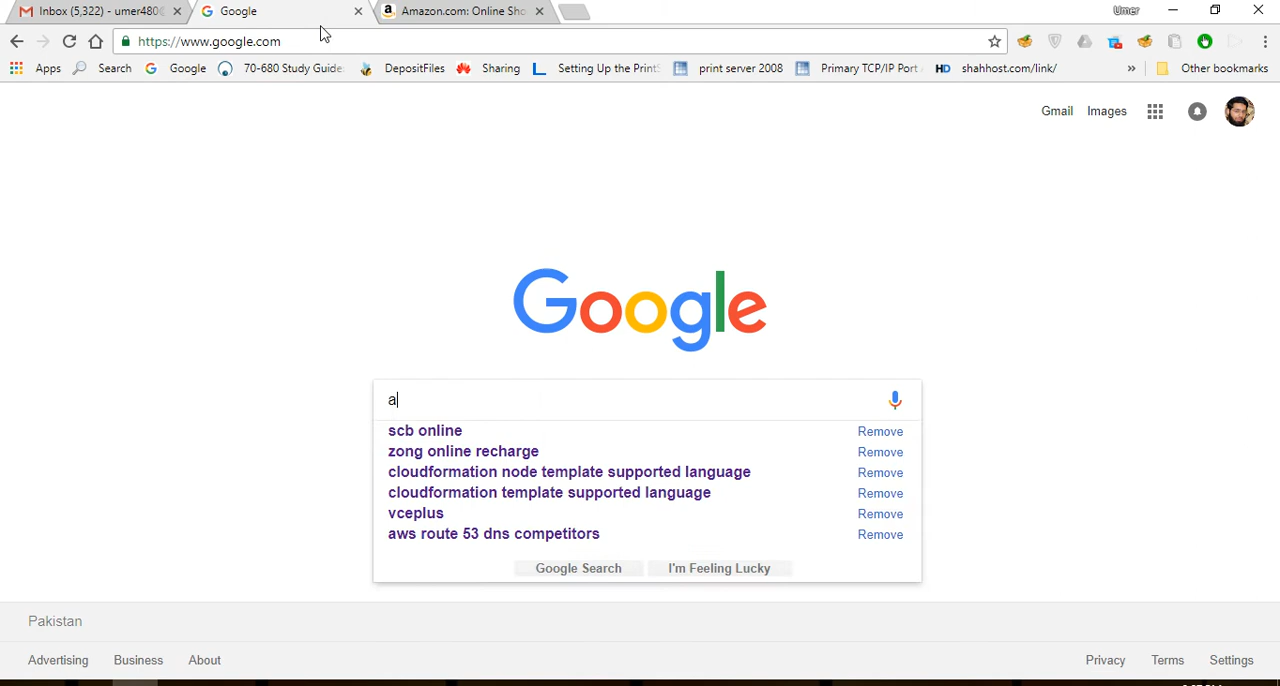 Inbox (5,322) - umer480 Google Amazon.com: Online Sho Umer
https://www.google.com
Apps Search Google 70-680 Study Guide: DepositFiles Sharing Setting Up the Print print server 2008 Primary TCP/IP Port HD shahhost.com/link/ » Other bookmarks
Gmail Images
Google
a
scb online Remove
zong online recharge Remove
cloudformation node template supported language Remove
cloudformation template supported language Remove
vceplus Remove
aws route 53 dns competitors Remove
Google Search I'm Feeling Lucky
Pakistan
Advertising Business About Privacy Terms Settings